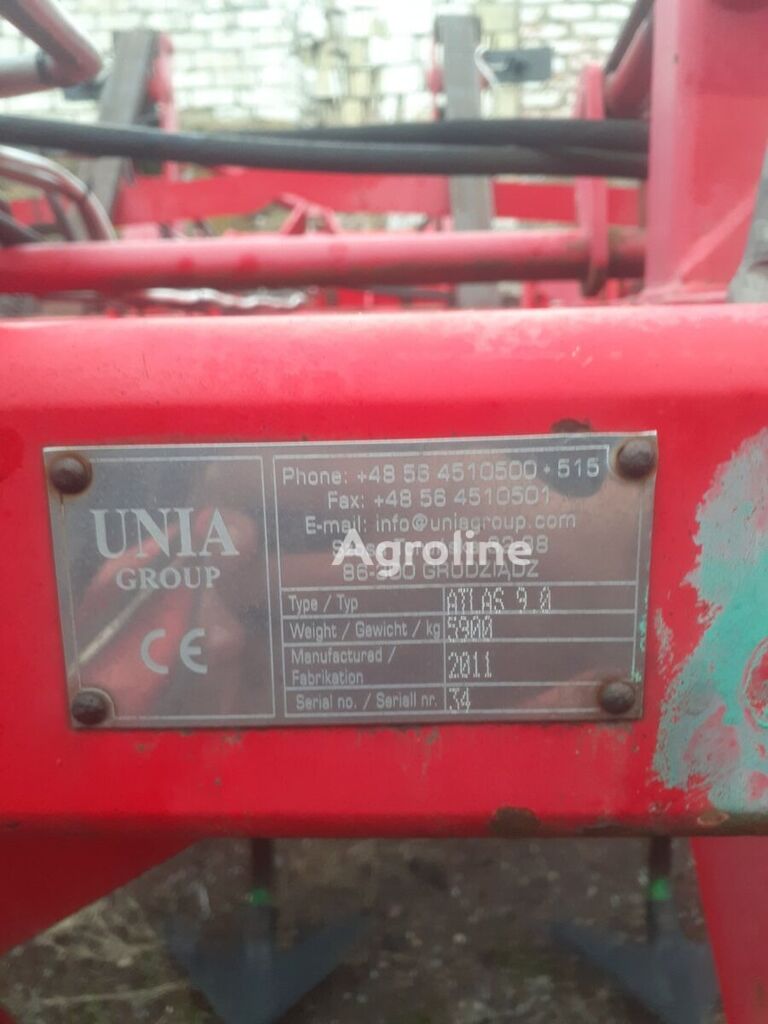 UNIA
GROUP
CE
Phone: +48 56 4510500 - 515
Fax: +48 56 4510501
E-mail: info@uniagroup.com
GRUDZIĄDZ
Type / Typ ATLAS 9.0
Weight / Gewicht / kg 5900
Manufactured /
Fabrikation 2011
Serial no. / Seriall nr. 34
Agroline